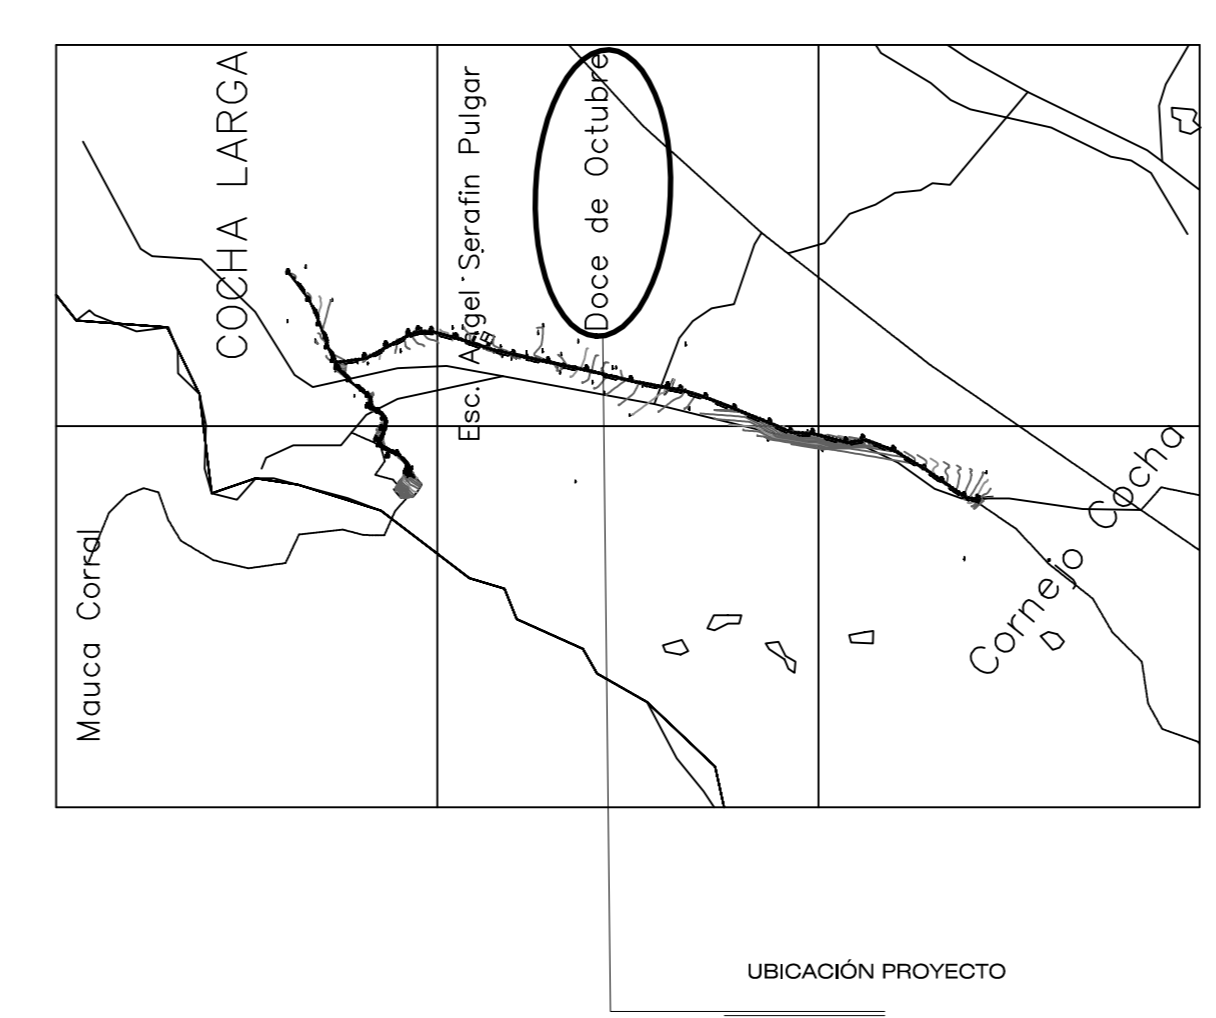 COCHA LARGA
Esc. Angel Serafin Pulgar
Doce de Octubre
Mauca Corral
Cornejo Cocha
UBICACIÓN PROYECTO